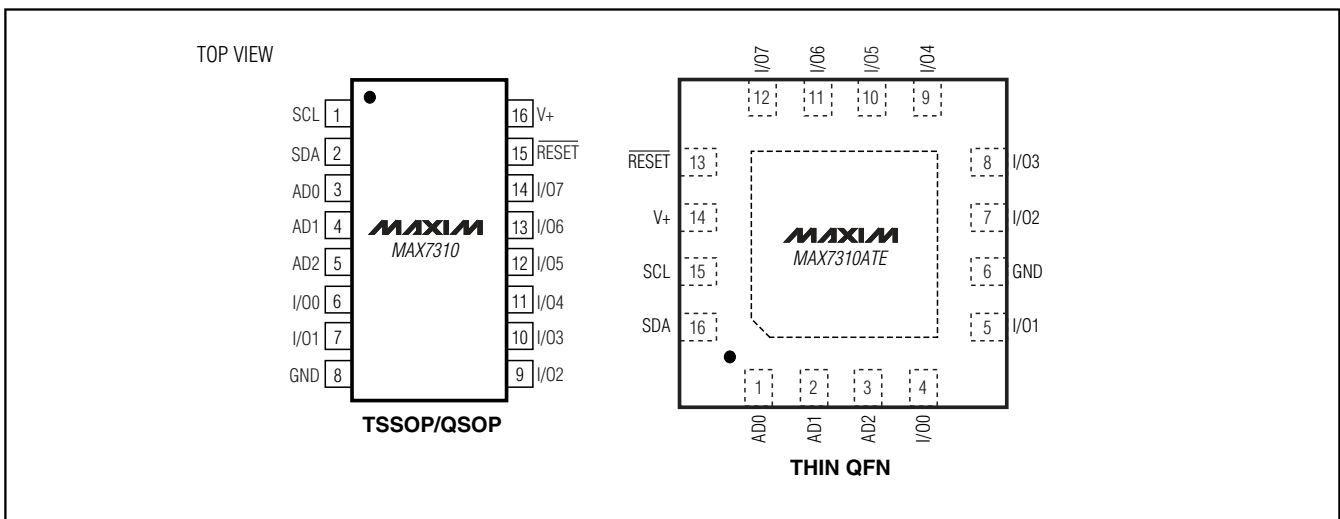 TOP VIEW
SCL 1
SDA 2
AD0 3
AD1 4
AD2 5
I/O0 6
I/O1 7
GND 8
16 V+
15 RESET
14 I/O7
13 I/O6
12 I/O5
11 I/O4
10 I/O3
9 I/O2
MAXIM
MAX7310
TSSOP/QSOP
I/O7
I/O6
I/O5
I/O4
12 11 10 9
RESET 13
V+ 14
SCL 15
SDA 16
8 I/O3
7 I/O2
6 GND
5 I/O1
MAXIM
MAX7310ATE
1 2 3 4
AD0
AD1
AD2
I/O0
THIN QFN